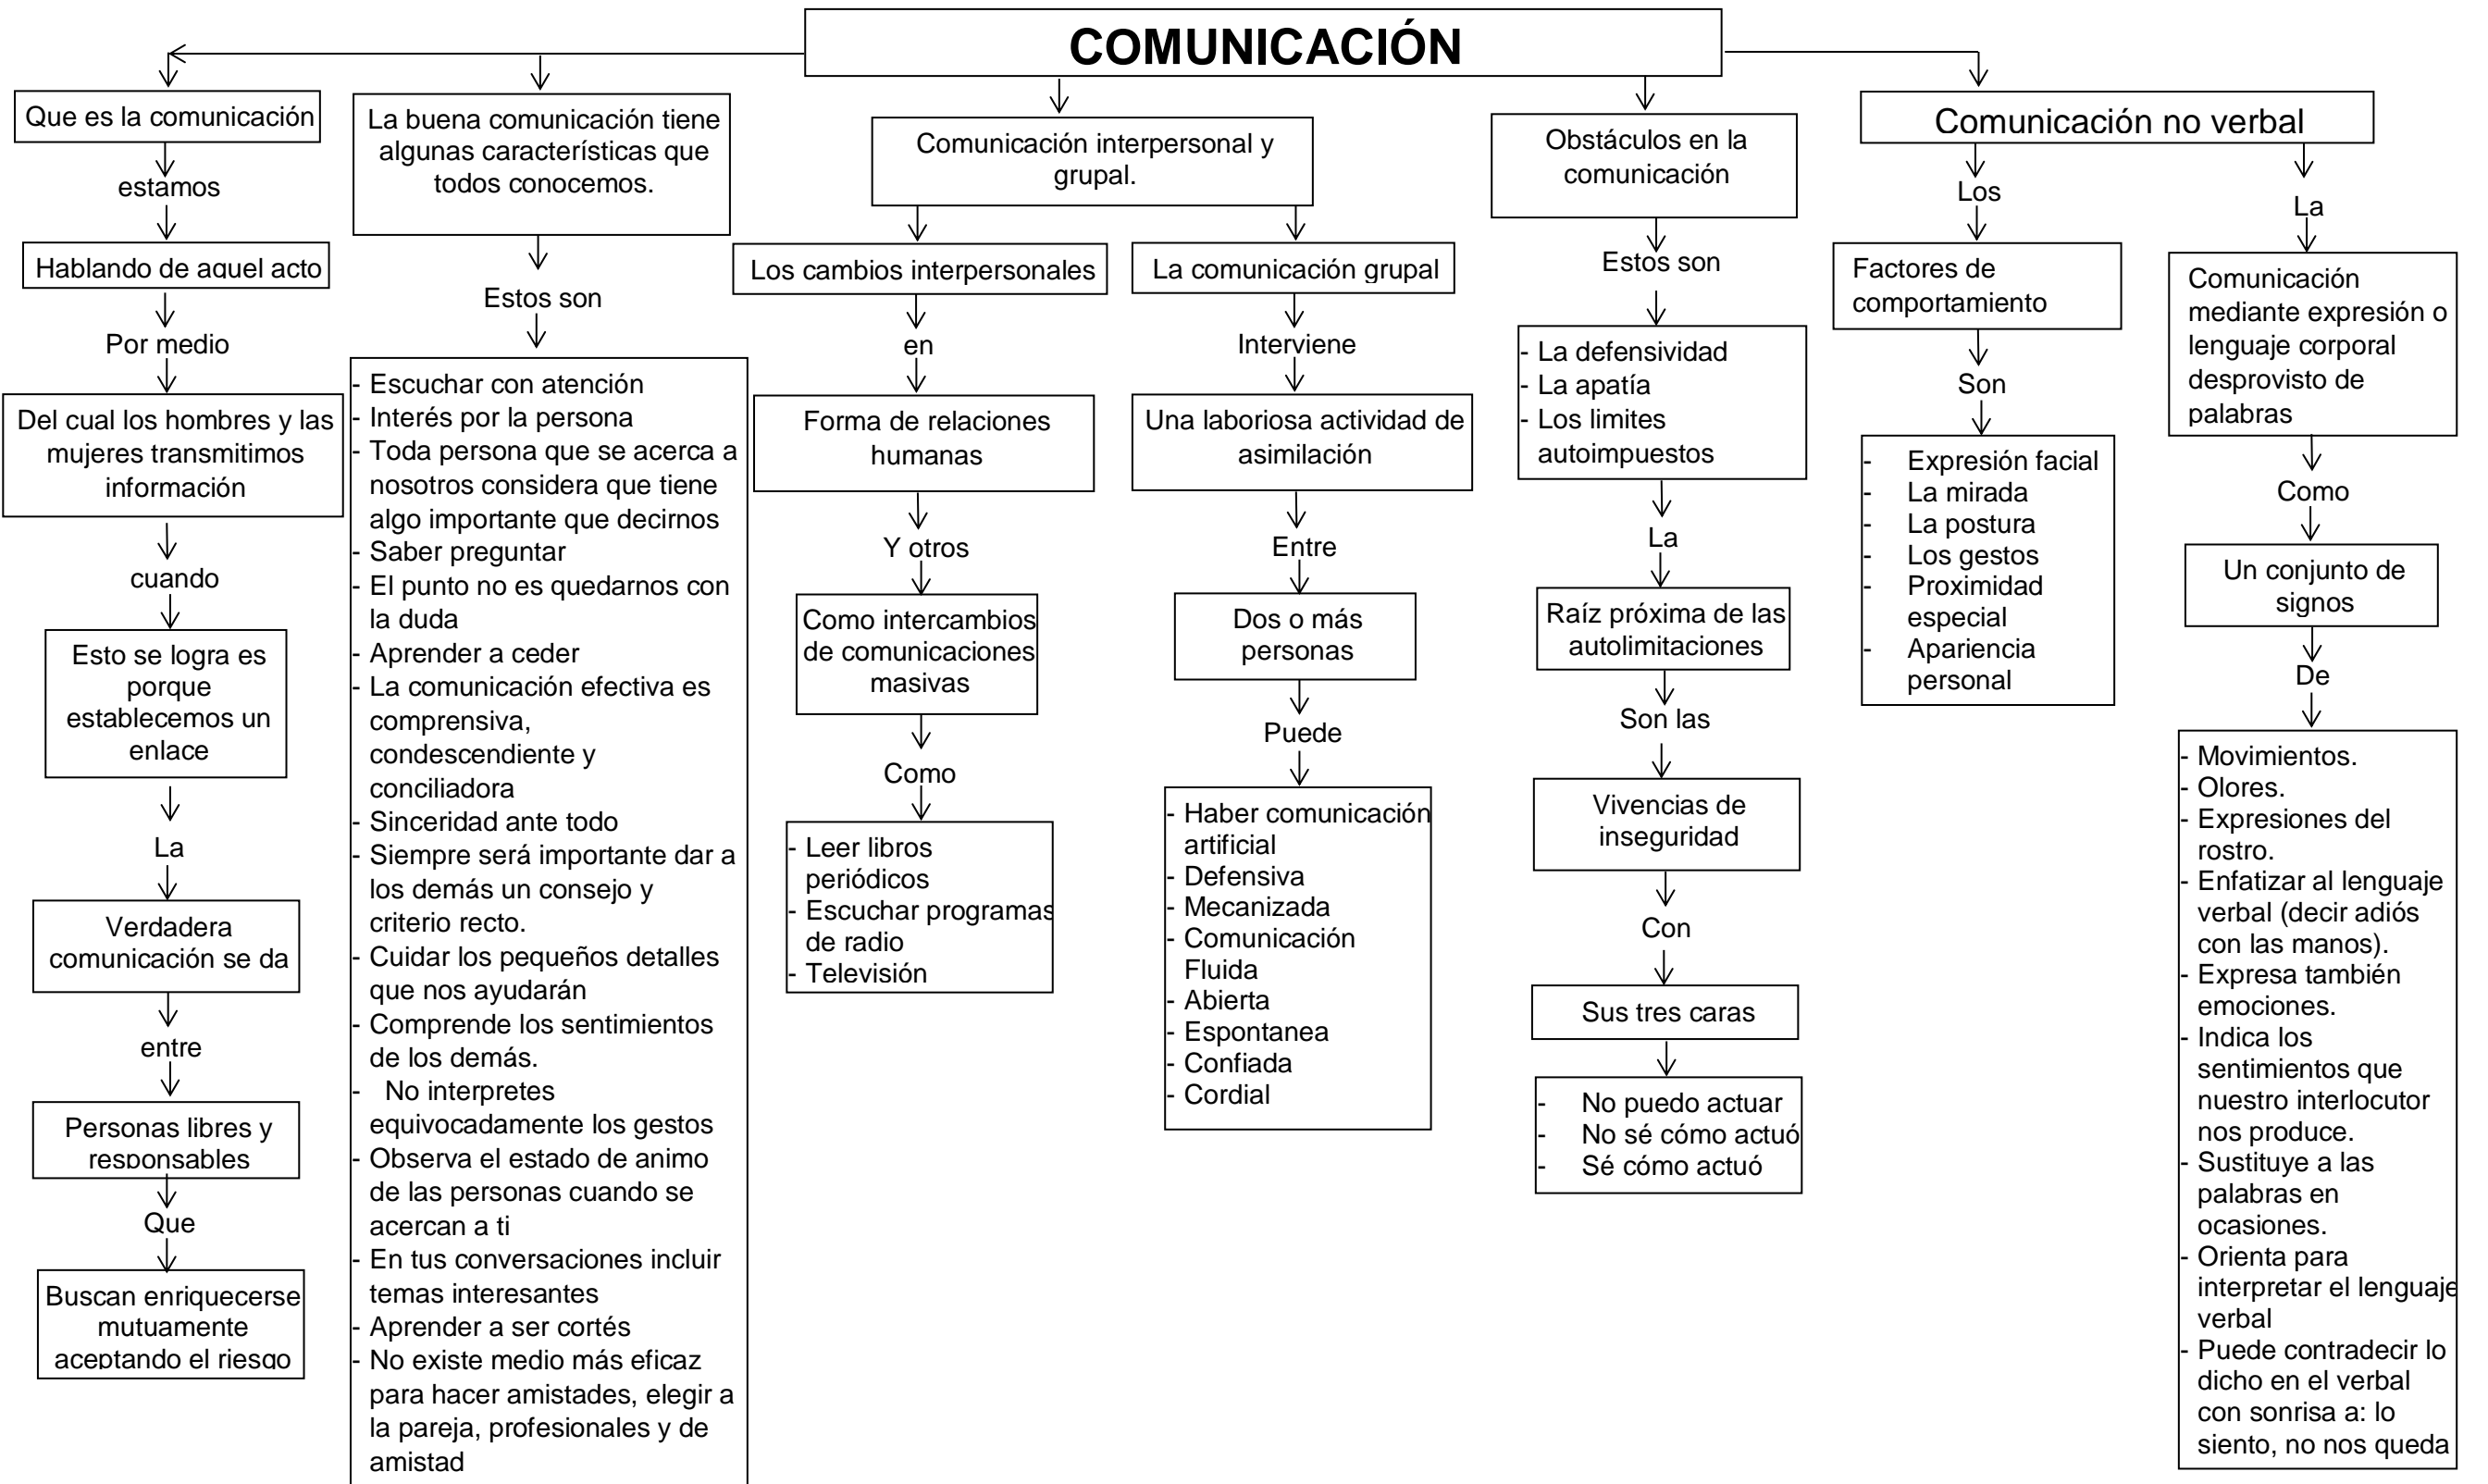 COMUNICACIÓN
Que es la comunicación
estamos
Hablando de aquel acto
Por medio
Del cual los hombres y las
mujeres transmitimos
información
cuando
Esto se logra es
porque
establecemos un
enlace
La
Verdadera
comunicación se da
entre
Personas libres y
responsables
Que
Buscan enriquecerse
mutuamente
aceptando el riesgo
La buena comunicación tiene
algunas características que
todos conocemos.
Estos son
- Escuchar con atención
- Interés por la persona
- Toda persona que se acerca a
nosotros considera que tiene
algo importante que decirnos
- Saber preguntar
- El punto no es quedarnos con
la duda
- Aprender a ceder
- La comunicación efectiva es
comprensiva,
condescendiente y
conciliadora
- Sinceridad ante todo
- Siempre será importante dar a
los demás un consejo y
criterio recto.
- Cuidar los pequeños detalles
que nos ayudarán
- Comprende los sentimientos
de los demás.
- No interpretes
equivocadamente los gestos
- Observa el estado de animo
de las personas cuando se
acercan a ti
- En tus conversaciones incluir
temas interesantes
- Aprender a ser cortés
- No existe medio más eficaz
para hacer amistades, elegir a
la pareja, profesionales y de
amistad
Comunicación interpersonal y
grupal.
Los cambios interpersonales
en
Forma de relaciones
humanas
Y otros
Como intercambios
de comunicaciones
masivas
Como
- Leer libros
periódicos
- Escuchar programas
de radio
- Televisión
La comunicación grupal
Interviene
Una laboriosa actividad de
asimilación
Entre
Dos o más
personas
Puede
- Haber comunicación
artificial
- Defensiva
- Mecanizada
- Comunicación
Fluida
- Abierta
- Espontanea
- Confiada
- Cordial
Obstáculos en la
comunicación
Estos son
- La defensividad
- La apatía
- Los limites
autoimpuestos
La
Raíz próxima de las
autolimitaciones
Son las
Vivencias de
inseguridad
Con
Sus tres caras
- No puedo actuar
- No sé cómo actuó
- Sé cómo actuó
Comunicación no verbal
Los
Factores de
comportamiento
Son
- Expresión facial
- La mirada
- La postura
- Los gestos
- Proximidad
especial
- Apariencia
personal
La
Comunicación
mediante expresión o
lenguaje corporal
desprovisto de
palabras
Como
Un conjunto de
signos
De
- Movimientos.
- Olores.
- Expresiones del
rostro.
- Enfatizar al lenguaje
verbal (decir adiós
con las manos).
- Expresa también
emociones.
- Indica los
sentimientos que
nuestro interlocutor
nos produce.
- Sustituye a las
palabras en
ocasiones.
- Orienta para
interpretar el lenguaje
verbal
- Puede contradecir lo
dicho en el verbal
con sonrisa a: lo
siento, no nos queda